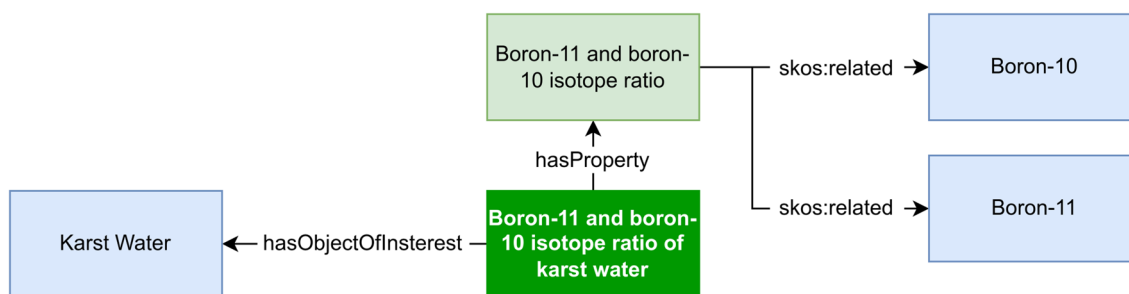 Boron-11 and boron-
10 isotope ratio
skos:related
Boron-10
hasProperty
skos:related
Boron-11
Karst Water
hasObjectOfInsterest
Boron-11 and boron-
10 isotope ratio of
karst water